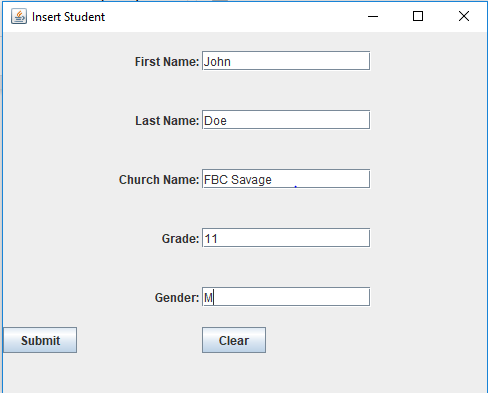 Insert Student
First Name: John
Last Name: Doe
Church Name: FBC Savage
Grade: 11
Gender: M
Submit Clear